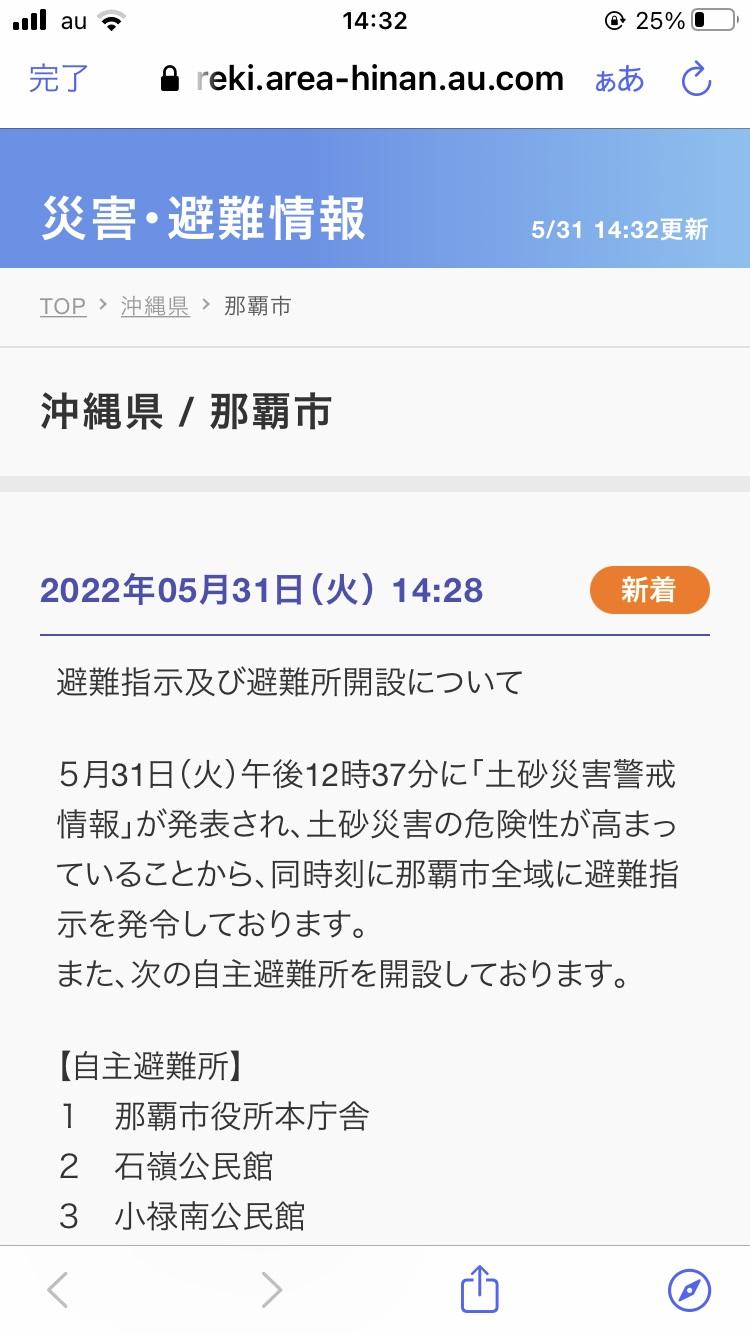 au 14:32 25%
完了 reki.area-hinan.au.com ぁあ
災害・避難情報 5/31 14:32更新
TOP > 沖縄県 > 那覇市
沖縄県 / 那覇市
2022年05月31日(火) 14:28 新着
避難指示及び避難所開設について
５月31日(火)午後12時37分に「土砂災害警戒
情報」が発表され、土砂災害の危険性が高まっ
ていることから、同時刻に那覇市全域に避難指
示を発令しております。
また、次の自主避難所を開設しております。
【自主避難所】
１　那覇市役所本庁舎
２　石嶺公民館
３　小禄南公民館